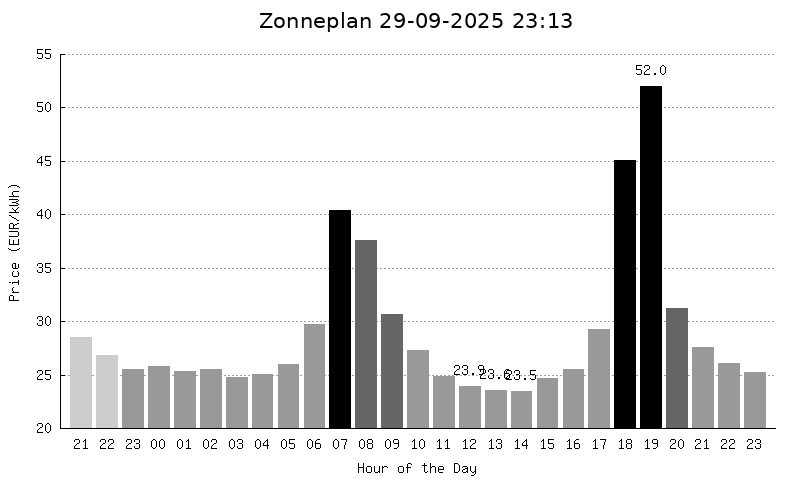 Zonneplan 29-09-2025 23:13
Price (EUR/kWh)
55
50
45
40
35
30
25
20
52.0
23.9 23.6 23.5
21 22 23 00 01 02 03 04 05 06 07 08 09 10 11 12 13 14 15 16 17 18 19 20 21 22 23
Hour of the Day